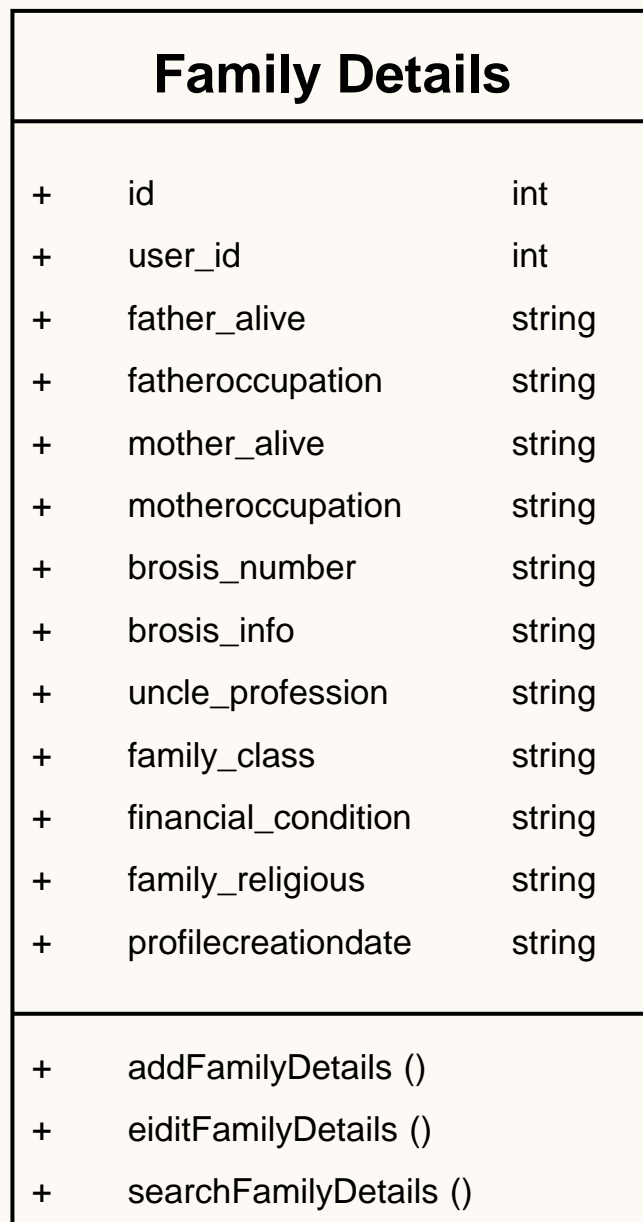 Family Details
+ id int
+ user_id int
+ father_alive string
+ fatheroccupation string
+ mother_alive string
+ motheroccupation string
+ brosis_number string
+ brosis_info string
+ uncle_profession string
+ family_class string
+ financial_condition string
+ family_religious string
+ profilecreationdate string
+ addFamilyDetails ()
+ eiditFamilyDetails ()
+ searchFamilyDetails ()